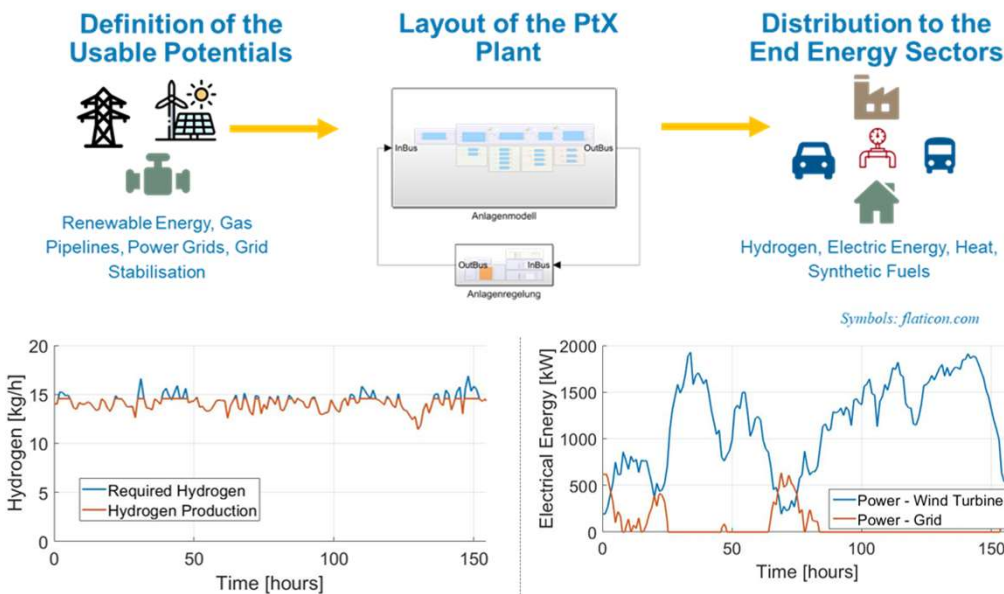 Definition of the
Usable Potentials
Layout of the PtX
Plant
Distribution to the
End Energy Sectors
InBus
OutBus
Anlagenmodell
OutBus
InBus
Anlagenregelung
Renewable Energy, Gas
Pipelines, Power Grids, Grid
Stabilisation
Hydrogen, Electric Energy, Heat,
Synthetic Fuels
Symbols: flaticon.com
20
15
10
5
0
Hydrogen [kg/h]
Required Hydrogen
Hydrogen Production
0
50
100
150
Time [hours]
2000
1500
1000
500
0
Electrical Energy [kW]
Power - Wind Turbine
Power - Grid
0
50
100
150
Time [hours]